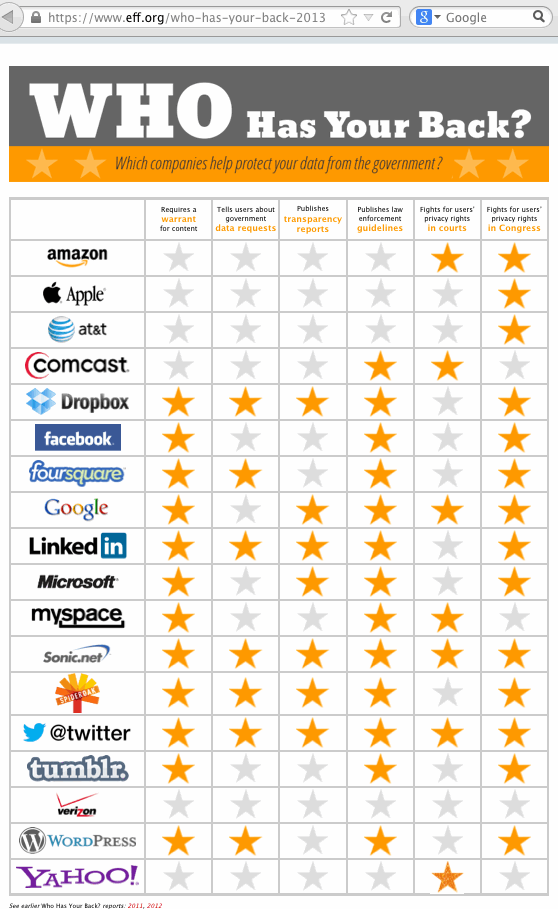 https://www.eff.org/who-has-your-back-2013
Google
WHO Has Your Back?
Which companies help protect your data from the government?
Requires a
warrant
for content
Tells users about
government
data requests
Publishes
transparency
reports
Publishes law
enforcement
guidelines
Fights for users'
privacy rights
in courts
Fights for users'
privacy rights
in Congress
amazon
Apple
at&t
comcast.
Dropbox
facebook
foursquare
Google
Linked in
Microsoft
myspace
Sonic.net
SPIDEROAK
@twitter
tumblr.
verizon
WORDPRESS
YAHOO!
See earlier Who Has Your Back? reports: 2011, 2012